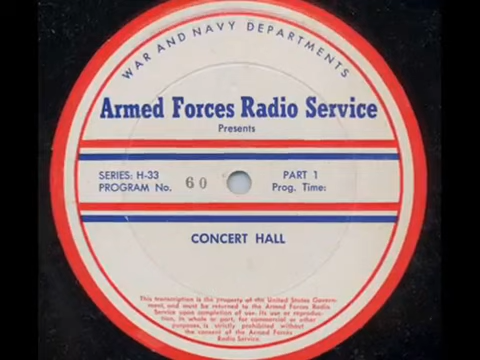 WAR AND NAVY DEPARTMENTS
Armed Forces Radio Service
Presents
SERIES: H-33
PROGRAM No. 60
PART 1
Prog. Time:
CONCERT HALL
This transcription is the property of the United States Govern-
ment, and must be returned to the Armed Forces Radio
Service upon completion of use. Its use or reproduc-
tion, in whole or part, for commercial or other
purposes, is strictly prohibited without
the consent of the Armed Forces
Radio Service.